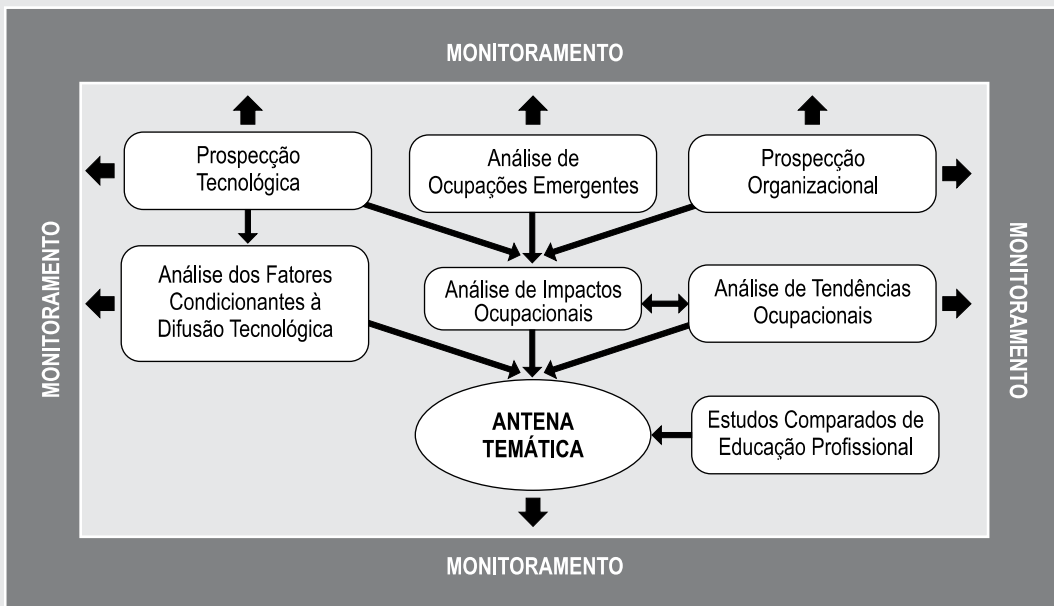 MONITORAMENTO
Prospecção
Tecnológica
Análise de
Ocupações Emergentes
Prospecção
Organizacional
MONITORAMENTO
Análise dos Fatores
Condicionantes à
Difusão Tecnológica
Análise de Impactos
Ocupacionais
Análise de Tendências
Ocupacionais
MONITORAMENTO
ANTENA
TEMÁTICA
Estudos Comparados de
Educação Profissional
MONITORAMENTO